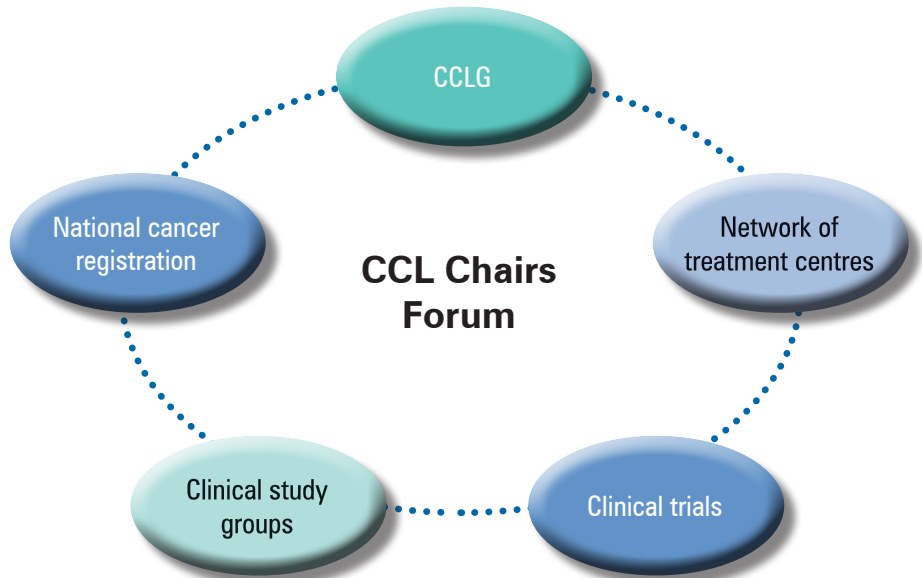 CCLG
National cancer
registration
Network of
treatment centres
CCL Chairs
Forum
Clinical study
groups
Clinical trials